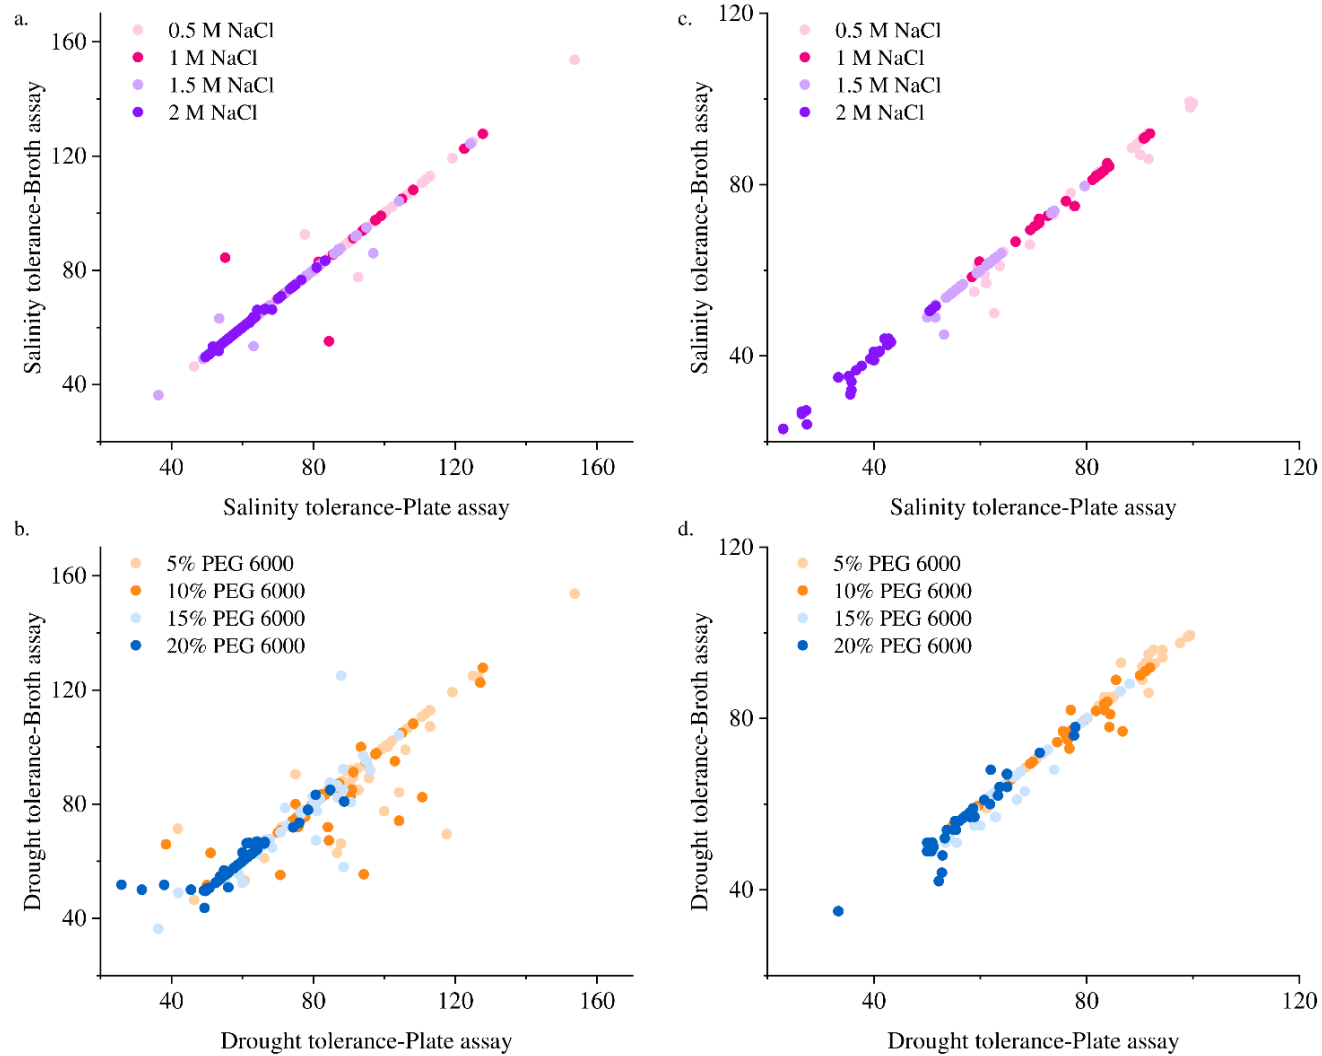 a.
0.5 M NaCl
1 M NaCl
1.5 M NaCl
2 M NaCl
160
120
80
40
Salinity tolerance-Broth assay
40
80
120
160
Salinity tolerance-Plate assay
c.
0.5 M NaCl
1 M NaCl
1.5 M NaCl
2 M NaCl
120
80
40
Salinity tolerance-Broth assay
40
80
120
Salinity tolerance-Plate assay
b.
5% PEG 6000
10% PEG 6000
15% PEG 6000
20% PEG 6000
160
120
80
40
Drought tolerance-Broth assay
40
80
120
160
Drought tolerance-Plate assay
d.
5% PEG 6000
10% PEG 6000
15% PEG 6000
20% PEG 6000
120
80
40
Drought tolerance-Broth assay
40
80
120
Drought tolerance-Plate assay